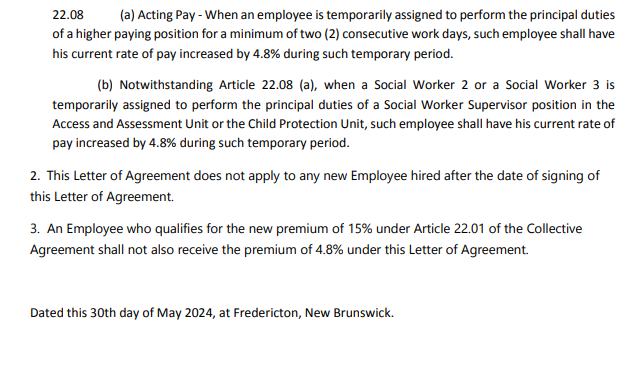 22.08 (a) Acting Pay - When an employee is temporarily assigned to perform the principal duties
of a higher paying position for a minimum of two (2) consecutive work days, such employee shall have
his current rate of pay increased by 4.8% during such temporary period.
(b) Notwithstanding Article 22.08 (a), when a Social Worker 2 or a Social Worker 3 is
temporarily assigned to perform the principal duties of a Social Worker Supervisor position in the
Access and Assessment Unit or the Child Protection Unit, such employee shall have his current rate of
pay increased by 4.8% during such temporary period.
2. This Letter of Agreement does not apply to any new Employee hired after the date of signing of
this Letter of Agreement.
3. An Employee who qualifies for the new premium of 15% under Article 22.01 of the Collective
Agreement shall not also receive the premium of 4.8% under this Letter of Agreement.
Dated this 30th day of May 2024, at Fredericton, New Brunswick.